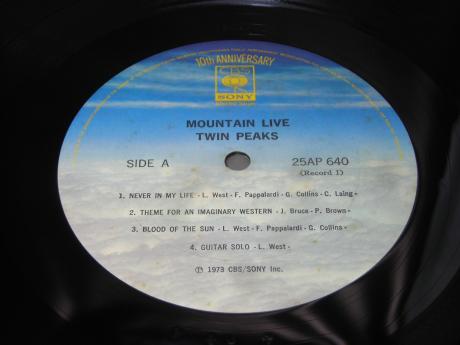 10th ANNIVERSARY
CBS
SONY
MOUNTAIN LIVE
TWIN PEAKS
SIDE A
25AP 640
(Record 1)
1. NEVER IN MY LIFE - L. West - F. Pappalardi - G. Collins - C. Laing -
2. THEME FOR AN IMAGINARY WESTERN - J. Bruce - P. Brown -
3. BLOOD OF THE SUN - L. West - F. Pappalardi - G. Collins -
4. GUITAR SOLO - L. West -
Ⓟ 1973 CBS/SONY Inc.